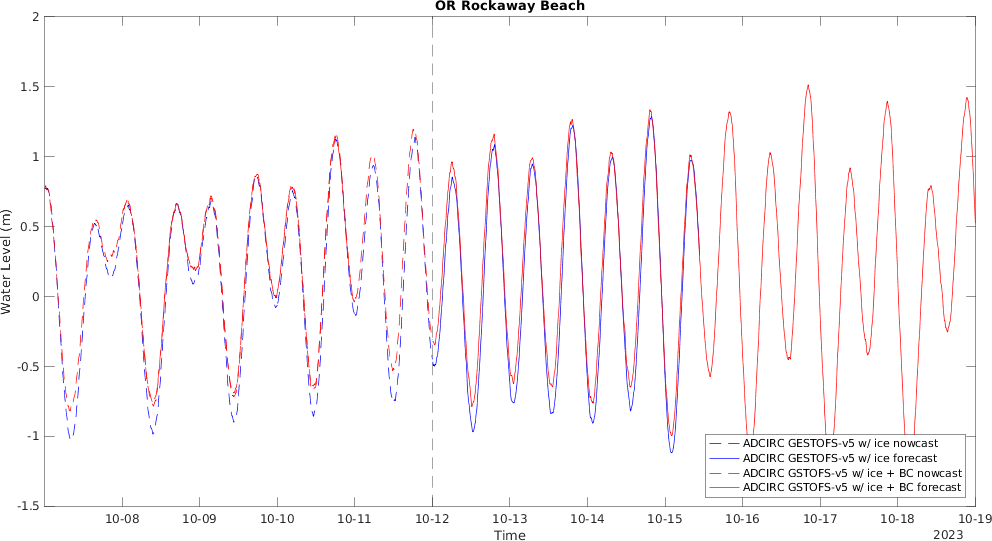 OR Rockaway Beach
Water Level (m)
2
1.5
1
0.5
0
-0.5
-1
-1.5
ADCIRC GESTOFS-v5 w/ ice nowcast
ADCIRC GESTOFS-v5 w/ ice forecast
ADCIRC GSTOFS-v5 w/ ice + BC nowcast
ADCIRC GSTOFS-v5 w/ ice + BC forecast
10-08 10-09 10-10 10-11 10-12 10-13 10-14 10-15 10-16 10-17 10-18 10-19
Time
2023